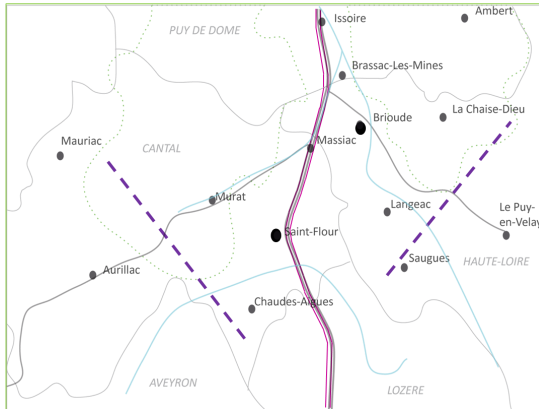 Issoire
Ambert
PUY DE DOME
Brassac-Les-Mines
La Chaise-Dieu
Brioude
Mauriac
CANTAL
Massiac
Murat
Langeac
Le Puy-
en-Velay
Saint-Flour
Saugues
HAUTE-LOIRE
Aurillac
Chaudes-Aigues
AVEYRON
LOZERE